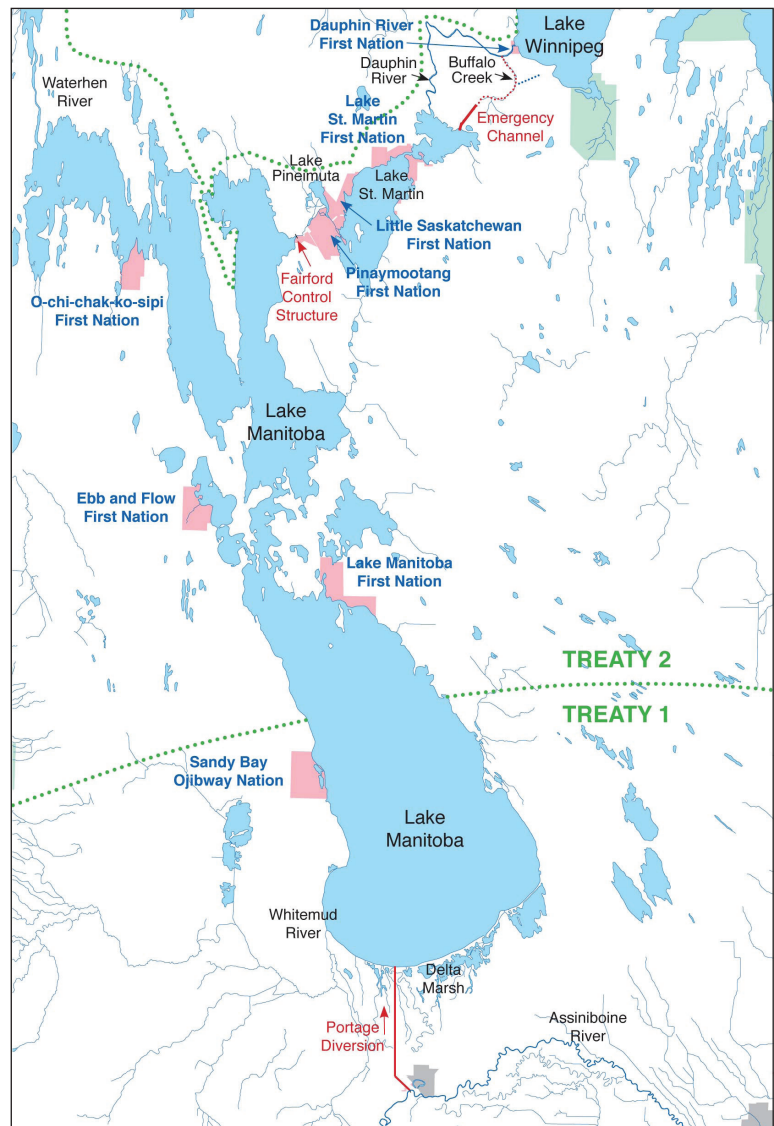 Dauphin River
First Nation
Lake
Winnipeg
Dauphin
River
Buffalo
Creek
Waterhen
River
Lake
St. Martin
First Nation
Emergency
Channel
Lake
Pineimuta
Lake
St. Martin
Little Saskatchewan
First Nation
Pinaymootang
First Nation
Fairford
Control
Structure
O-chi-chak-ko-sipi
First Nation
Lake
Manitoba
Ebb and Flow
First Nation
Lake Manitoba
First Nation
TREATY 2
TREATY 1
Sandy Bay
Ojibway Nation
Lake
Manitoba
Whitemud
River
Delta
Marsh
Portage
Diversion
Assiniboine
River